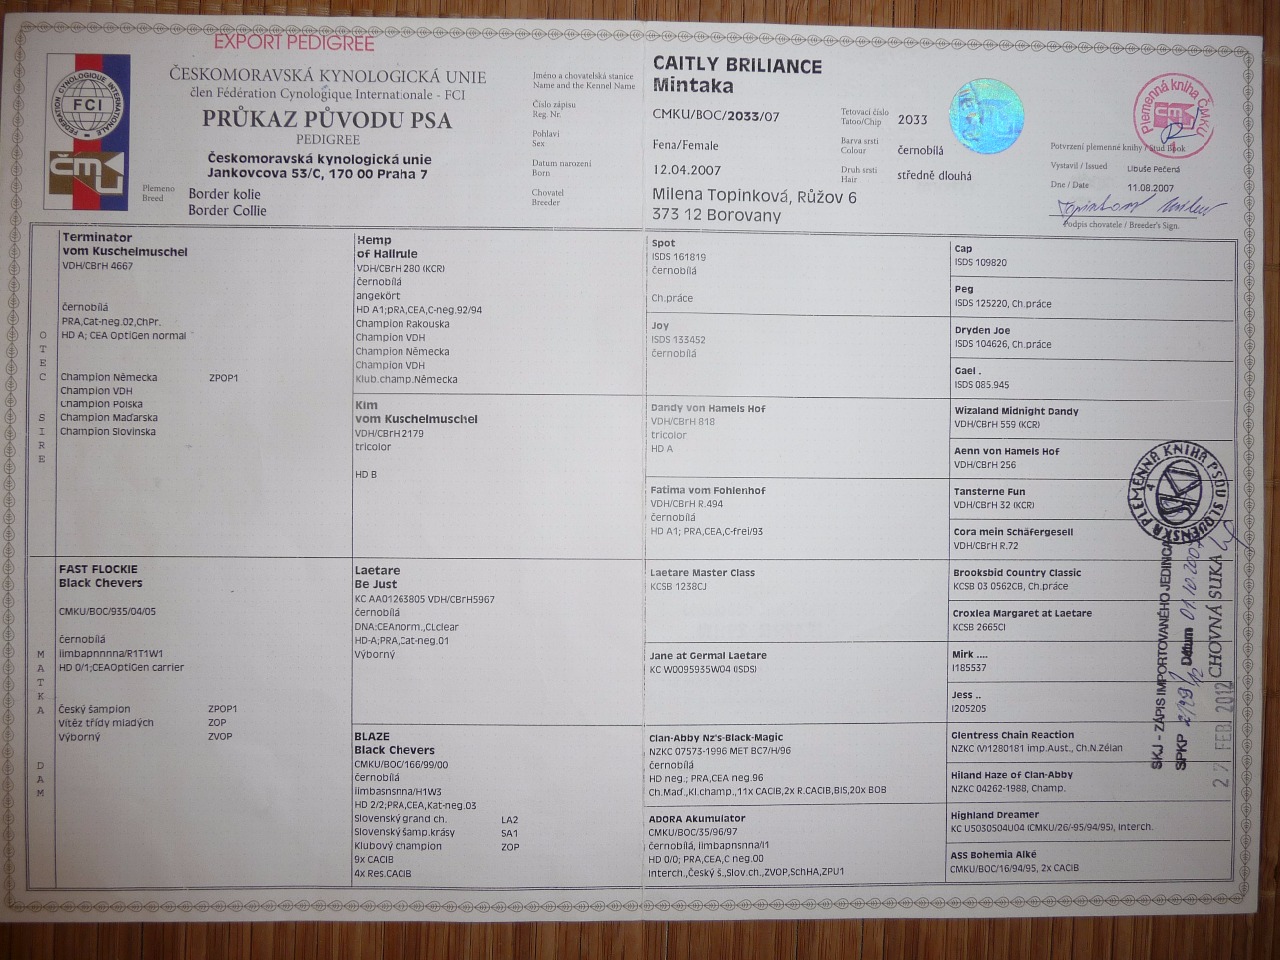 EXPORT PEDIGREE
FCI
FÉDÉRATION CYNOLOGIQUE INTERNATIONALE
ČMKU
ČESKOMORAVSKÁ KYNOLOGICKÁ UNIE
člen Fédération Cynologique Internationale - FCI
PRŮKAZ PŮVODU PSA
PEDIGREE
Českomoravská kynologická unie
Jankovcova 53/C, 170 00 Praha 7
Plemeno
Breed
Border kolie
Border Collie
Jméno a chovatelská stanice
Name and the Kennel Name
CAITLY BRILIANCE
Mintaka
Číslo zápisu
Reg. Nr.
CMKU/BOC/2033/07
Pohlaví
Sex
Fena/Female
Datum narození
Born
12.04.2007
Chovatel
Breeder
Milena Topinková, Růžov 6
373 12 Borovany
Tetovací číslo
Tatoo/Chip
2033
Barva srsti
Colour
černobílá
Druh srsti
Hair
středně dlouhá
Plemenná kniha ČMKU
Potvrzení plemenné knihy / Stud Book
Vystavil / Issued
Libuše Pečená
Dne / Date
11.08.2007
Podpis chovatele / Breeder's Sign.
OTEC SIRE
Terminator
vom Kuschelmuschel
VDH/CBrH 4667
černobílá
PRA,Cat-neg.02,ChPr.
HD A; CEA OptiGen normal
Champion Německa ZPOP1
Champion VDH
Champion Polska
Champion Maďarska
Champion Slovinska
Hemp
of Hallrule
VDH/CBrH 280 (KCR)
černobílá
angekört
HD A1;pRA,CEA,C-neg.92/94
Champion Rakouska
Champion VDH
Champion Německa
Champion VDH
Klub.champ.Německa
Kim
vom Kuschelmuschel
VDH/CBrH2179
tricolor
HD B
Spot
ISDS 161819
černobílá
Ch.práce
Joy
ISDS 133452
černobílá
Dandy von Hamels Hof
VDH/CBrH 818
tricolor
HD A
Fatima vom Fohlenhof
VDH/CBrH R.494
černobílá
HD A1; PRA,CEA,C-frei/93
Cap
ISDS 109820
Peg
ISDS 125220, Ch.práce
Dryden Joe
ISDS 104626, Ch.práce
Gael .
ISDS 085.945
Wizaland Midnight Dandy
VDH/CBrH 559 (KCR)
Aenn von Hamels Hof
VDH/CBrH 256
Tansterne Fun
VDH/CBrH 32 (KCR)
Cora mein Schäfergesell
VDH/CBrH R.72
MATKA DAM
FAST FLOCKIE
Black Chevers
CMKU/BOC/935/04/05
černobílá
iimbapnnnna/R1T1W1
HD 0/1;CEAOptiGen carrier
Český šampion ZPOP1
Vítěz třídy mladých ZOP
Výborný ZVOP
Laetare
Be Just
KC AA01263805 VDH/CBrH5967
černobílá
DNA:CEAnorm.,CLclear
HD-A;PRA,Cat-neg.01
Výborný
BLAZE
Black Chevers
CMKU/BOC/166/99/00
černobílá
iimbasnsnna/H1W3
HD 2/2;PRA,CEA,Kat-neg.03
Slovenský grand ch. LA2
Slovenský šamp.krásy SA1
Klubový champion ZOP
9x CACIB
4x Res.CACIB
Laetare Master Class
KCSB 1238CJ
Jane at Germal Laetare
KC W0095935W04 (ISDS)
Clan-Abby Nz's-Black-Magic
NZKC 07573-1996 MET BC7/H/96
černobílá
HD neg.; PRA,CEA neg.96
Ch.Maď.,Kl.champ.,11x CACIB,2x R.CACIB,BIS,20x BOB
ADORA Akumulator
CMKU/BOC/35/96/97
černobílá, iimbapnsnna/I1
HD 0/0; PRA,CEA,C neg.00
Interch.,Český š.,Slov.ch.,ZVOP,SchHA,ZPU1
Brooksbid Country Classic
KCSB 03 0562CB, Ch.práce
Croxlea Margaret at Laetare
KCSB 2665CI
Mirk ....
I185537
Jess ..
I205205
Glentress Chain Reaction
NZKC (V)1280181 imp.Aust., Ch.N.Zélan
Hiland Haze of Clan-Abby
NZKC 04262-1988, Champ.
Highland Dreamer
KC U5030504U04 (CMKU/26/-95/94/95), Interch.
ASS Bohemia Alké
CMKU/BOC/16/94/95, 2x CACIB
PLEMENNÁ KNIHA PSOV SLOVENSKA
SKJ
SKJ - ZÁPIS IMPORTOVANÉHO JEDINCA
SPKP Dátum 01.10.2007
CHOVNÁ SUKA
27 FEB. 2012